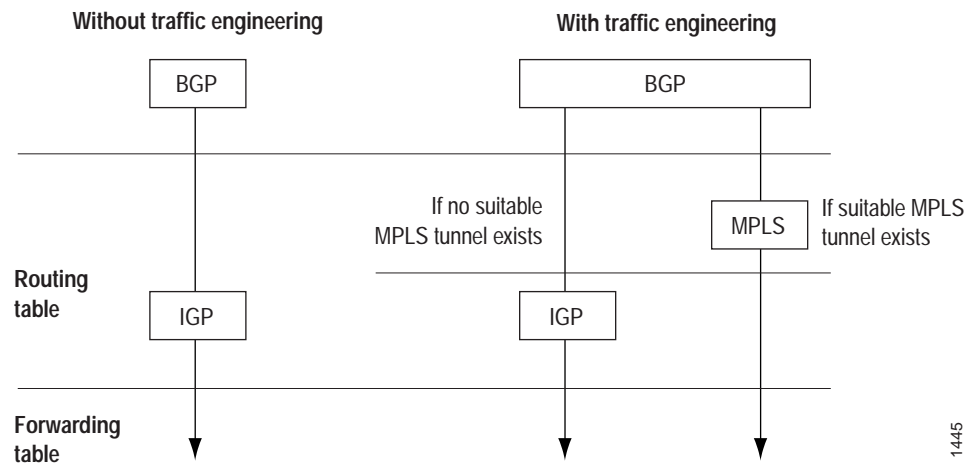 Without traffic engineering
With traffic engineering
BGP
BGP
If no suitable
MPLS tunnel exists
MPLS
If suitable MPLS
tunnel exists
Routing
table
IGP
IGP
Forwarding
table
1445